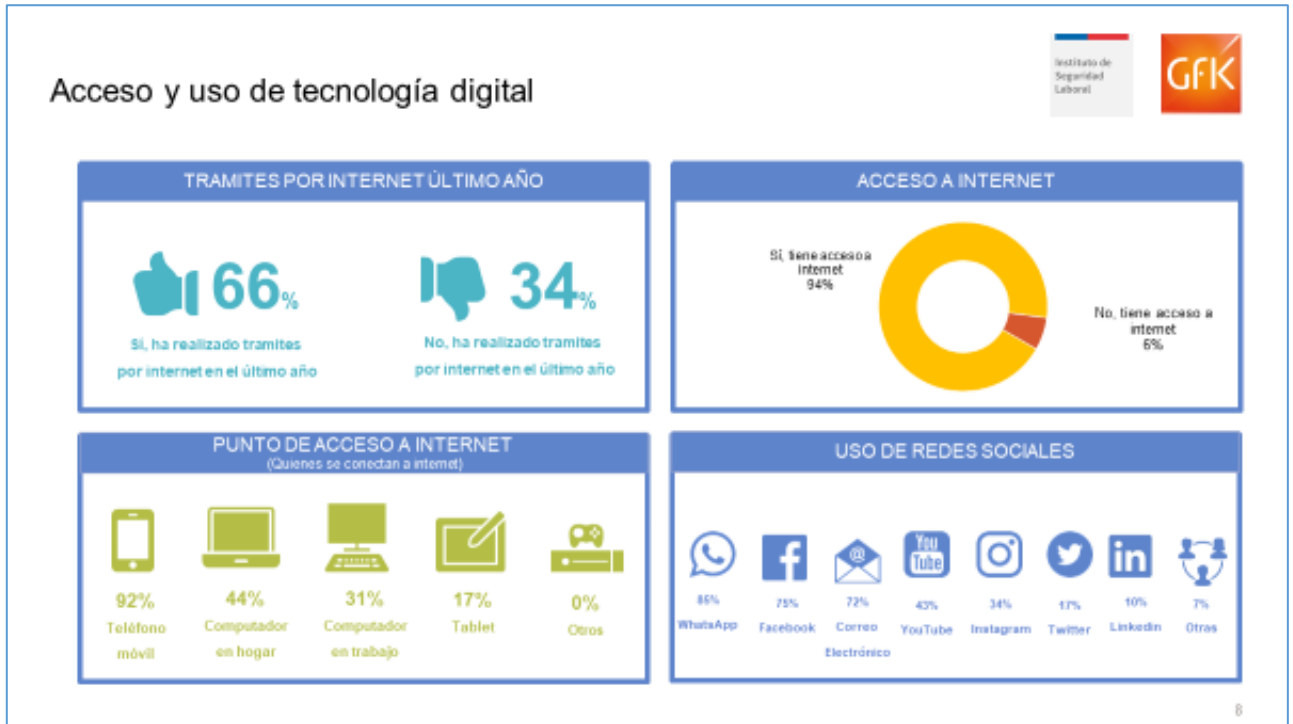 Acceso y uso de tecnología digital
Instituto de
Seguridad
Laboral
GFK
TRAMITES POR INTERNET ÚLTIMO AÑO
66%
Sí, ha realizado tramites
por internet en el último año
34%
No, ha realizado tramites
por internet en el último año
ACCESO A INTERNET
Sí, tiene acceso a
internet
94%
No, tiene acceso a
internet
6%
PUNTO DE ACCESO A INTERNET
(Quienes se conectan a internet)
92%
Teléfono
móvil
44%
Computador
en hogar
31%
Computador
en trabajo
17%
Tablet
0%
Otros
USO DE REDES SOCIALES
You
Tube
in
85%
WhatsApp
75%
Facebook
72%
Correo
Electrónico
43%
YouTube
34%
Instagram
17%
Twitter
10%
Linkedin
7%
Otras
8